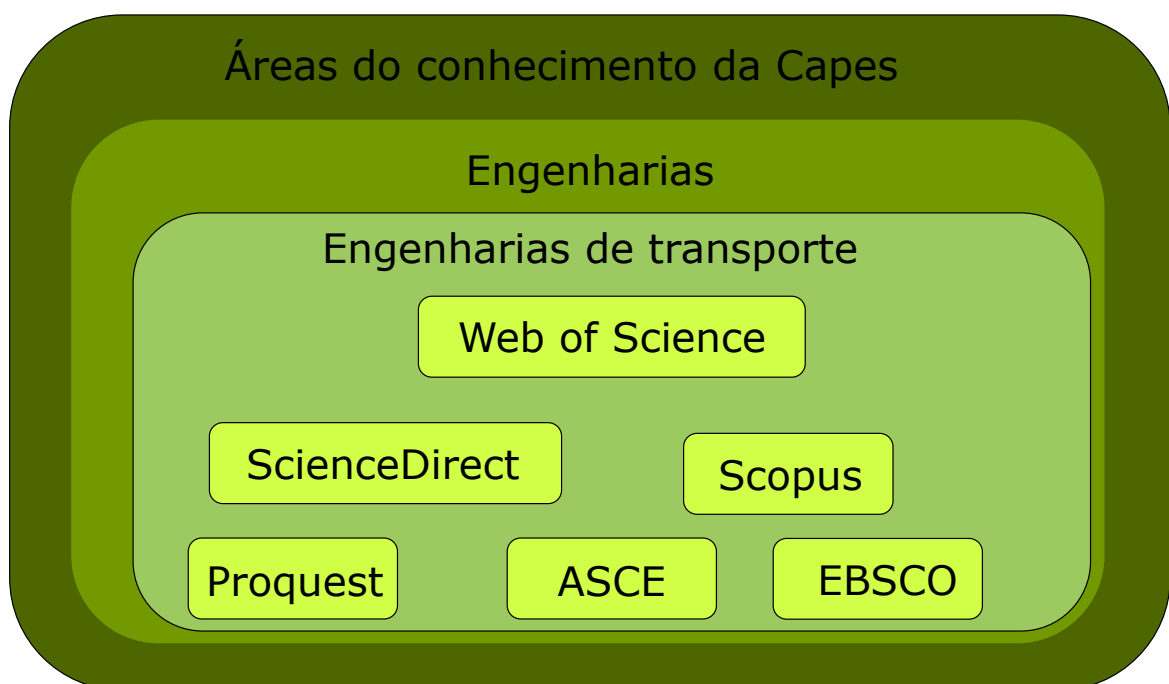 Áreas do conhecimento da Capes
Engenharias
Engenharias de transporte
Web of Science
ScienceDirect
Scopus
Proquest
ASCE
EBSCO